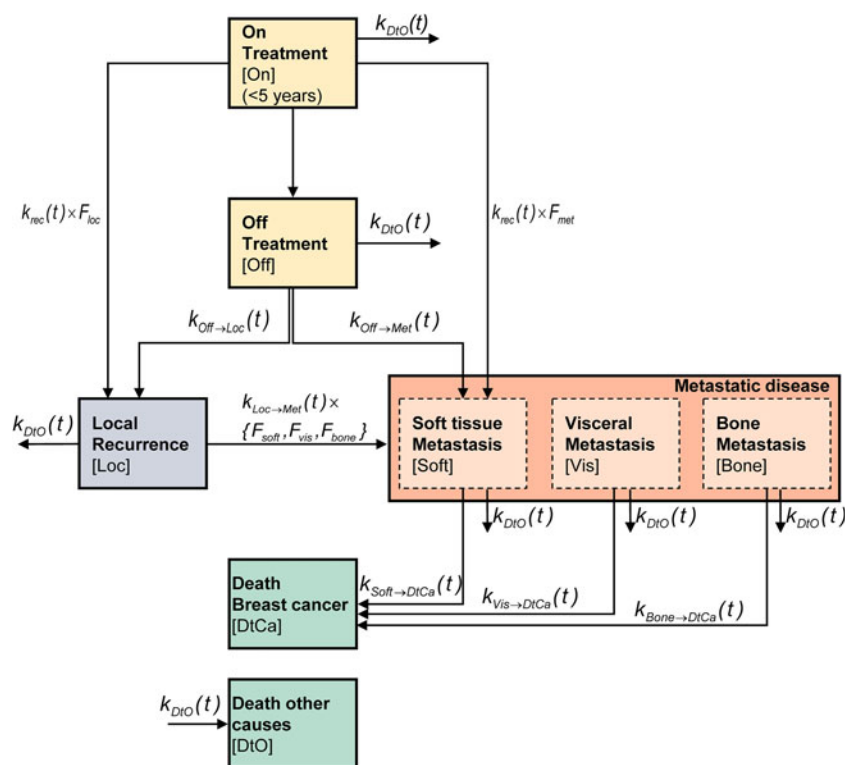 On
Treatment
[On]
(<5 years)
k_DtO(t)
k_rec(t)×F_loc
k_rec(t)×F_met
Off
Treatment
[Off]
k_DtO(t)
k_Off→Loc(t)
k_Off→Met(t)
Metastatic disease
k_DtO(t)
Local
Recurrence
[Loc]
k_Loc→Met(t)×
{F_soft,F_vis,F_bone}
Soft tissue
Metastasis
[Soft]
Visceral
Metastasis
[Vis]
Bone
Metastasis
[Bone]
k_DtO(t)
k_DtO(t)
k_DtO(t)
Death
Breast cancer
[DtCa]
k_Soft→DtCa(t)
k_Vis→DtCa(t)
k_Bone→DtCa(t)
k_DtO(t)
Death other
causes
[DtO]